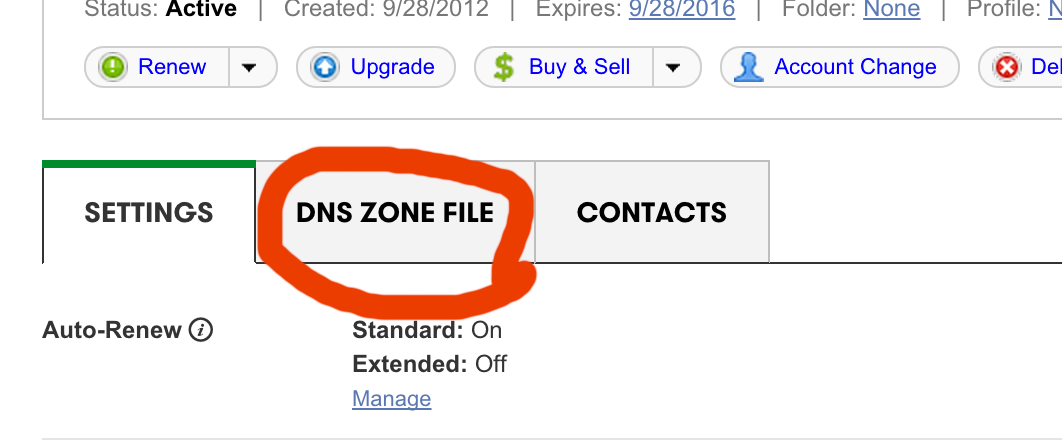 Status: Active | Created: 9/28/2012 | Expires: 9/28/2016 | Folder: None | Profile:
Renew Upgrade Buy & Sell Account Change
SETTINGS DNS ZONE FILE CONTACTS
Auto-Renew Standard: On
Extended: Off
Manage